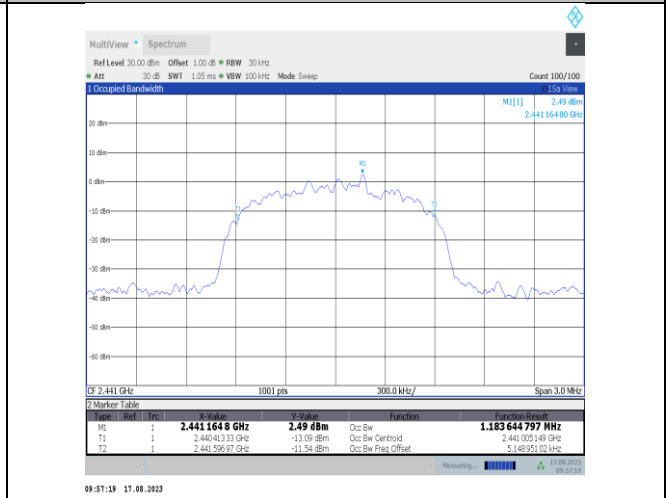 MultiView Spectrum
Ref Level 30.00 dBm Offset 1.00 dB RBW 30 kHz
Att 30 dB SWT 1.05 ms VBW 100 kHz Mode Sweep Count 100/100
1 Occupied Bandwidth 1Sa View
M1[1] 2.49 dBm
2.441 164 80 GHz
20 dBm
10 dBm
M1
0 dBm
T1 T2
-10 dBm
-20 dBm
-30 dBm
-40 dBm
-50 dBm
-60 dBm
CF 2.441 GHz 1001 pts 300.0 kHz/ Span 3.0 MHz
2 Marker Table
Type Ref Trc X-Value Y-Value Function Function Result
M1 1 2.441 164 8 GHz 2.49 dBm Occ Bw 1.183 644 797 MHz
T1 1 2.440 413 33 GHz -13.09 dBm Occ Bw Centroid 2.441 005 149 GHz
T2 1 2.441 596 97 GHz -11.54 dBm Occ Bw Freq Offset 5.148 951 02 kHz
Measuring... 17.08.2023
09:57:19
09:57:19 17.08.2023